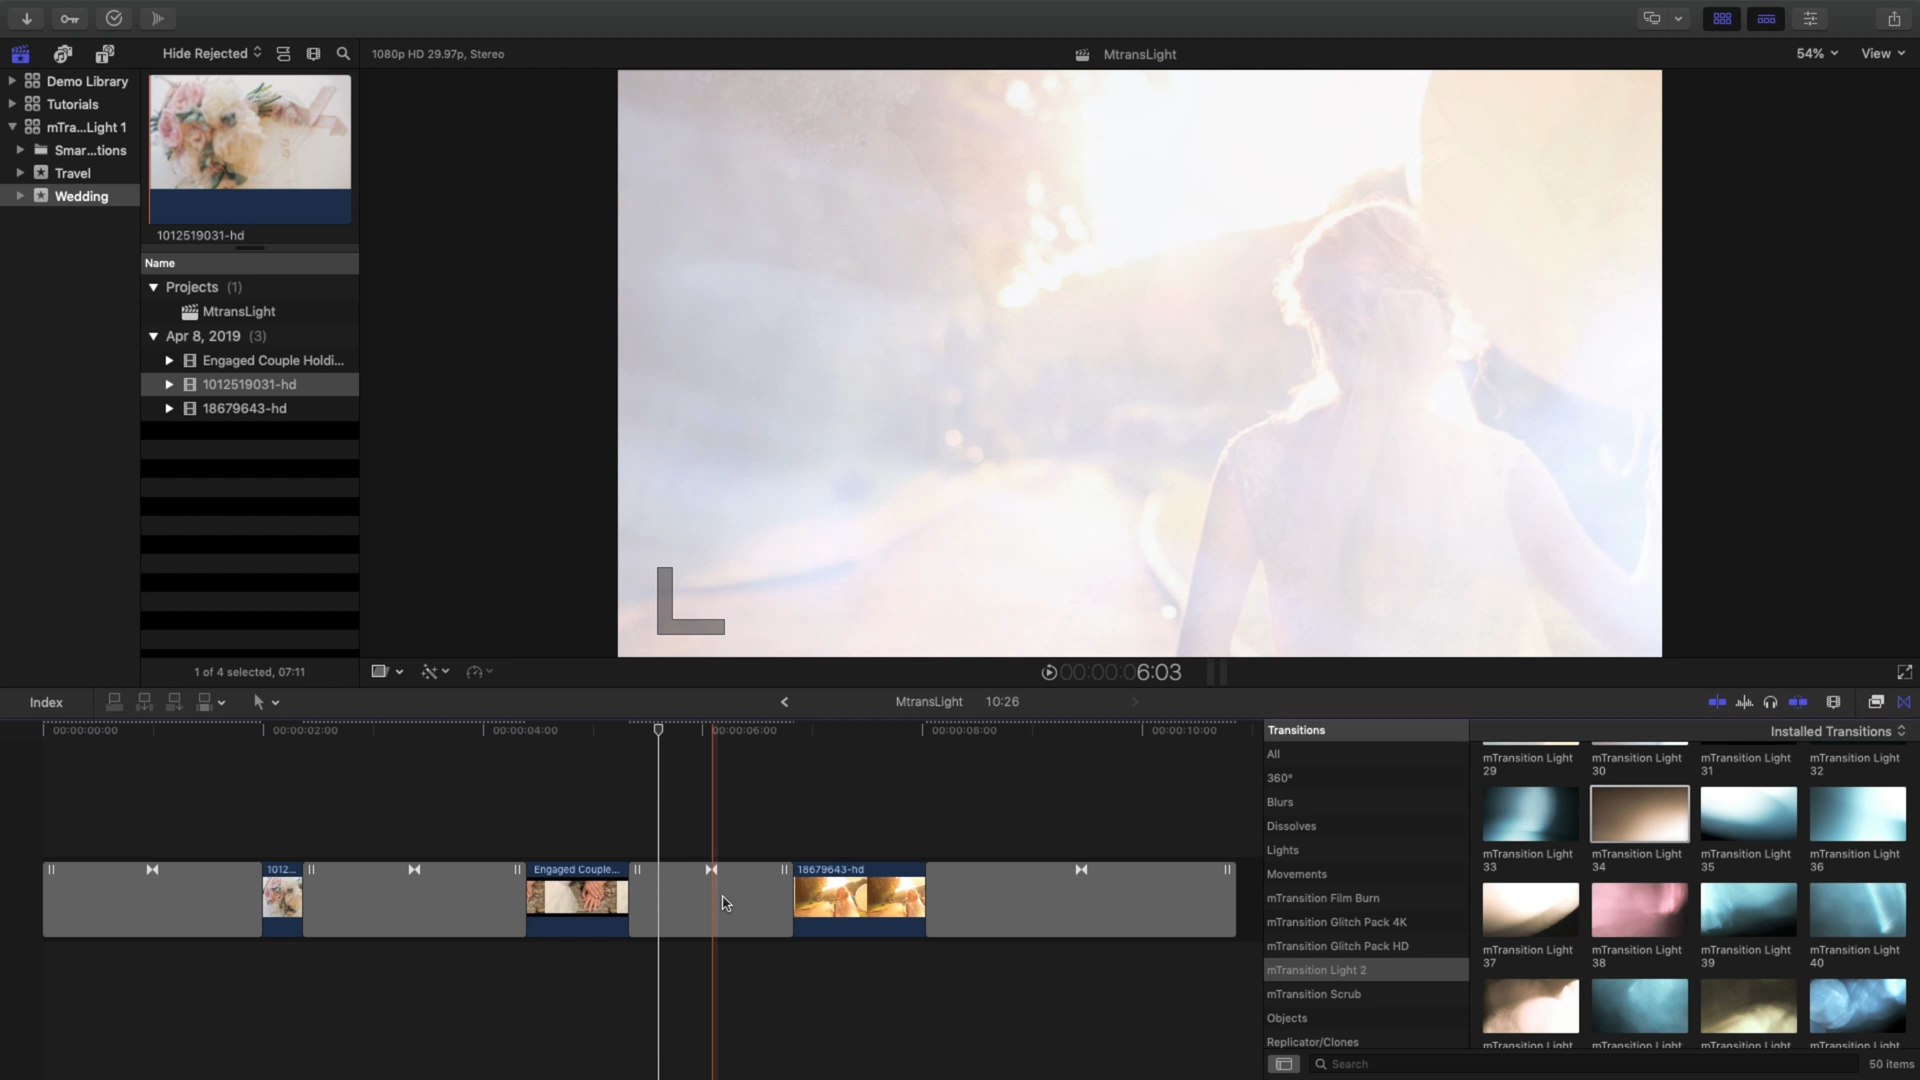 Hide Rejected
1080p HD 29.97p, Stereo
MtransLight
54%
View
Demo Library
Tutorials
mTra...Light 1
Smar...tions
Travel
Wedding
1012519031-hd
Name
Projects (1)
MtransLight
Apr 8, 2019 (3)
Engaged Couple Holdi...
1012519031-hd
18679643-hd
1 of 4 selected, 07:11
00:00:06:03
Index
MtransLight 10:26
00:00:00:00
00:00:02:00
00:00:04:00
00:00:06:00
00:00:08:00
00:00:10:00
1012...
Engaged Couple...
18679643-hd
Transitions
All
360°
Blurs
Dissolves
Lights
Movements
mTransition Film Burn
mTransition Glitch Pack 4K
mTransition Glitch Pack HD
mTransition Light 2
mTransition Scrub
Objects
Replicator/Clones
Installed Transitions
mTransition Light 29
mTransition Light 30
mTransition Light 31
mTransition Light 32
mTransition Light 33
mTransition Light 34
mTransition Light 35
mTransition Light 36
mTransition Light 37
mTransition Light 38
mTransition Light 39
mTransition Light 40
mTransition Light
mTransition Light
mTransition Light
mTransition Light
Search
50 items